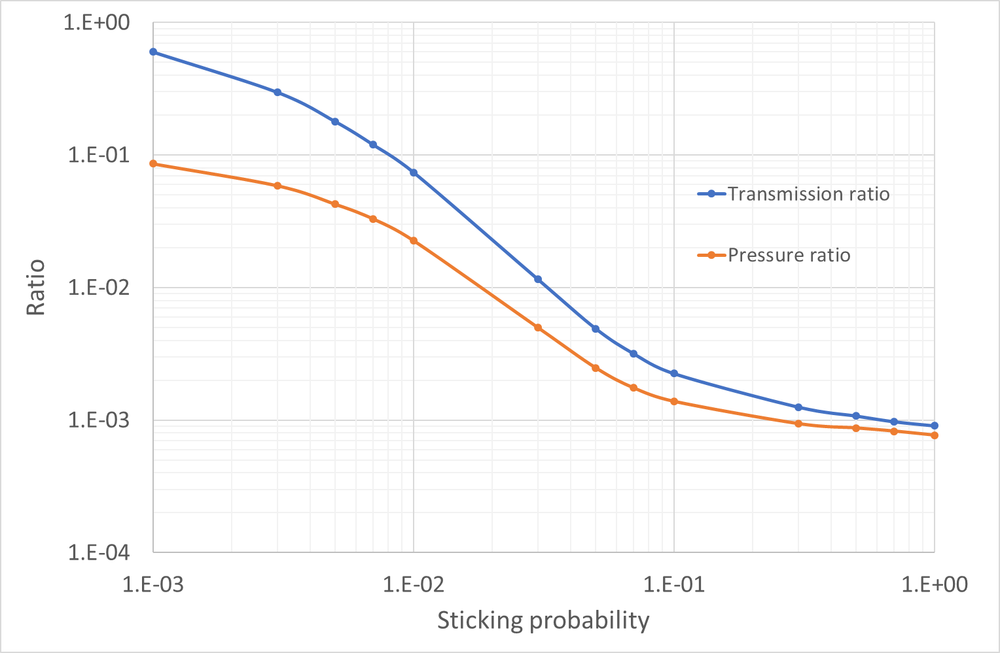 1.E+00
1.E-01
1.E-02
1.E-03
1.E-04
Ratio
Transmission ratio
Pressure ratio
1.E-03 1.E-02 1.E-01 1.E+00
Sticking probability